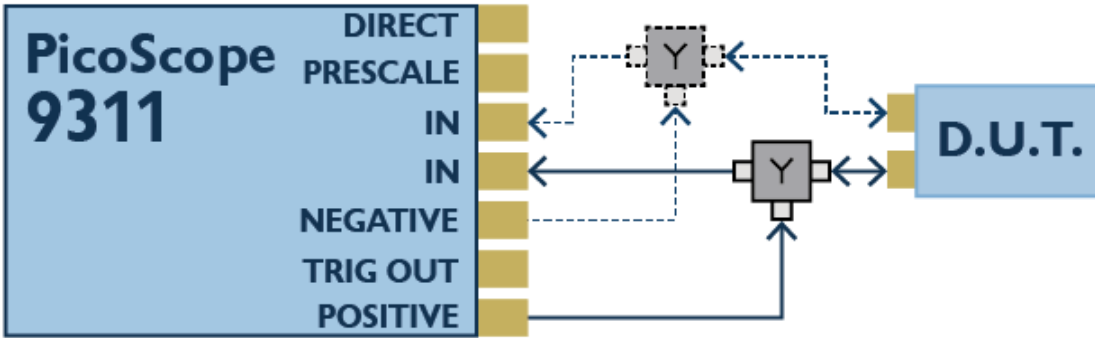 PicoScope
9311
DIRECT
PRESCALE
IN
IN
NEGATIVE
TRIG OUT
POSITIVE
Y
Y
D.U.T.